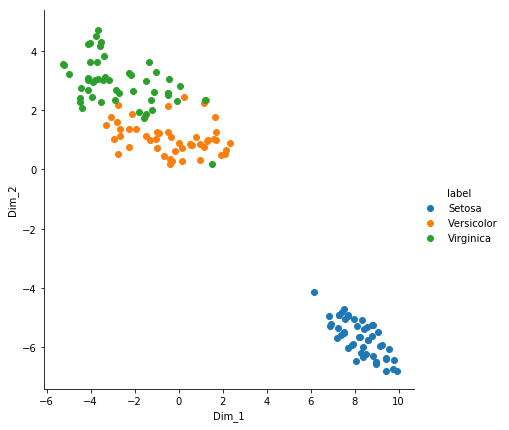 4
2
0
−2
−4
−6
Dim_2
−6 −4 −2 0 2 4 6 8 10
Dim_1
label
Setosa
Versicolor
Virginica